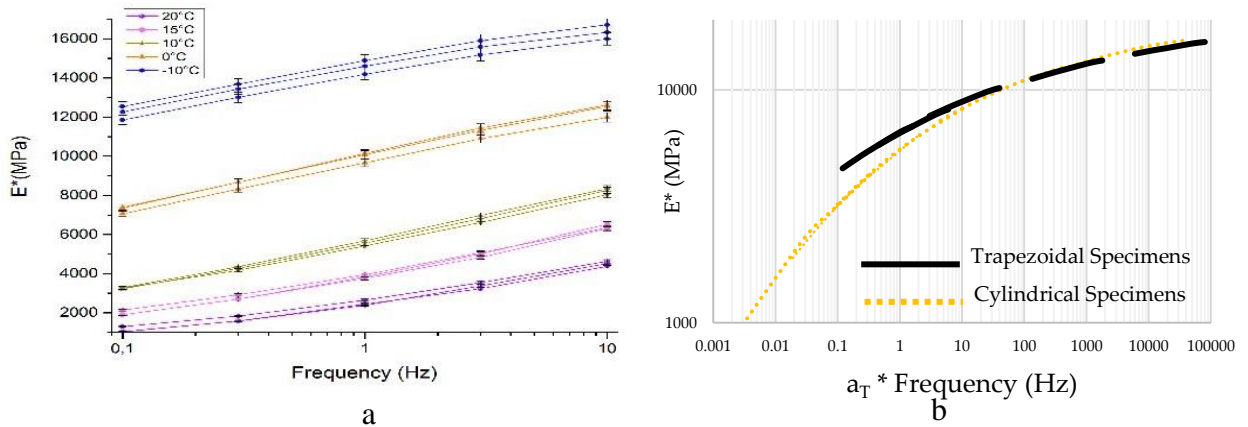 20°C
15°C
10°C
0°C
-10°C
16000
14000
12000
10000
8000
6000
4000
2000
E*(MPa)
0,1
1
10
Frequency (Hz)
a
10000
1000
E* (MPa)
Trapezoidal Specimens
Cylindrical Specimens
0.001
0.01
0.1
1
10
100
1000
10000
100000
a_T * Frequency (Hz)
b